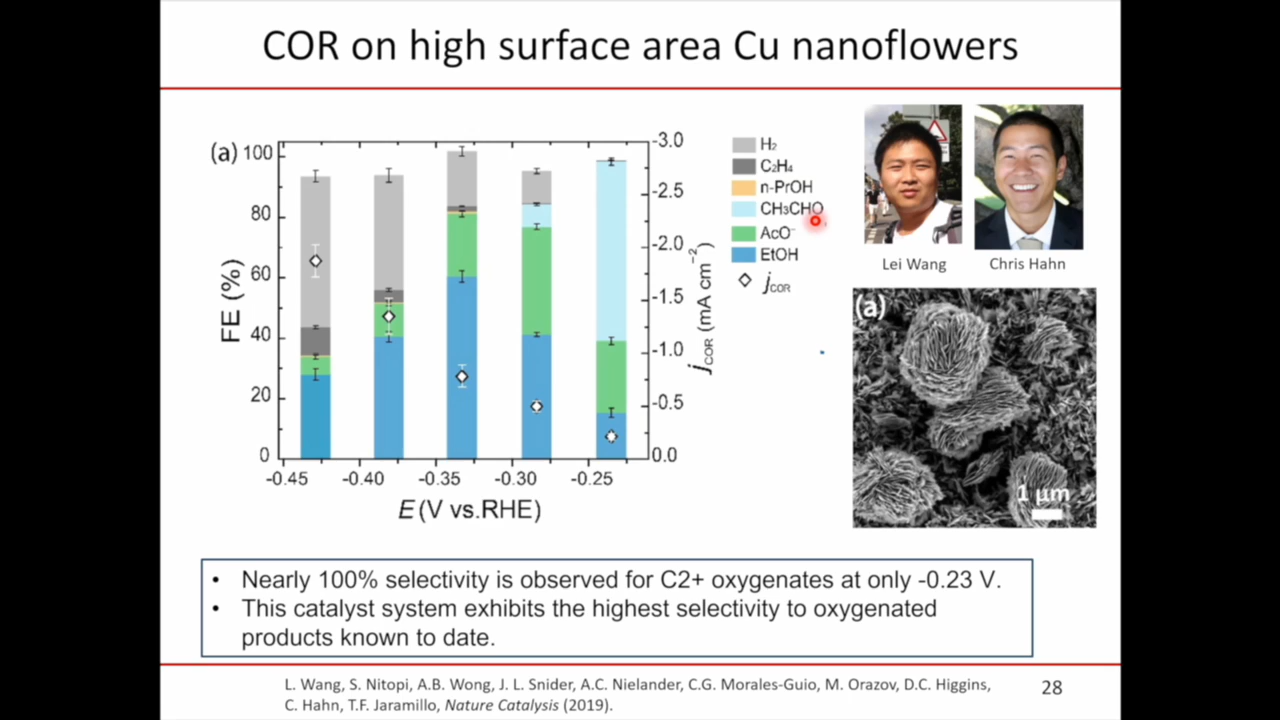 COR on high surface area Cu nanoflowers
(a)
100
80
60
40
20
0
FE (%)
-3.0
-2.5
-2.0
-1.5
-1.0
-0.5
0.0
jCOR (mA cm⁻²)
-0.45
-0.40
-0.35
-0.30
-0.25
E (V vs.RHE)
H₂
C₂H₄
n-PrOH
CH₃CHO
AcO⁻
EtOH
jCOR
Lei Wang
Chris Hahn
(a)
1 µm
• Nearly 100% selectivity is observed for C2+ oxygenates at only -0.23 V.
• This catalyst system exhibits the highest selectivity to oxygenated
products known to date.
L. Wang, S. Nitopi, A.B. Wong, J. L. Snider, A.C. Nielander, C.G. Morales-Guio, M. Orazov, D.C. Higgins,
C. Hahn, T.F. Jaramillo, Nature Catalysis (2019).
28